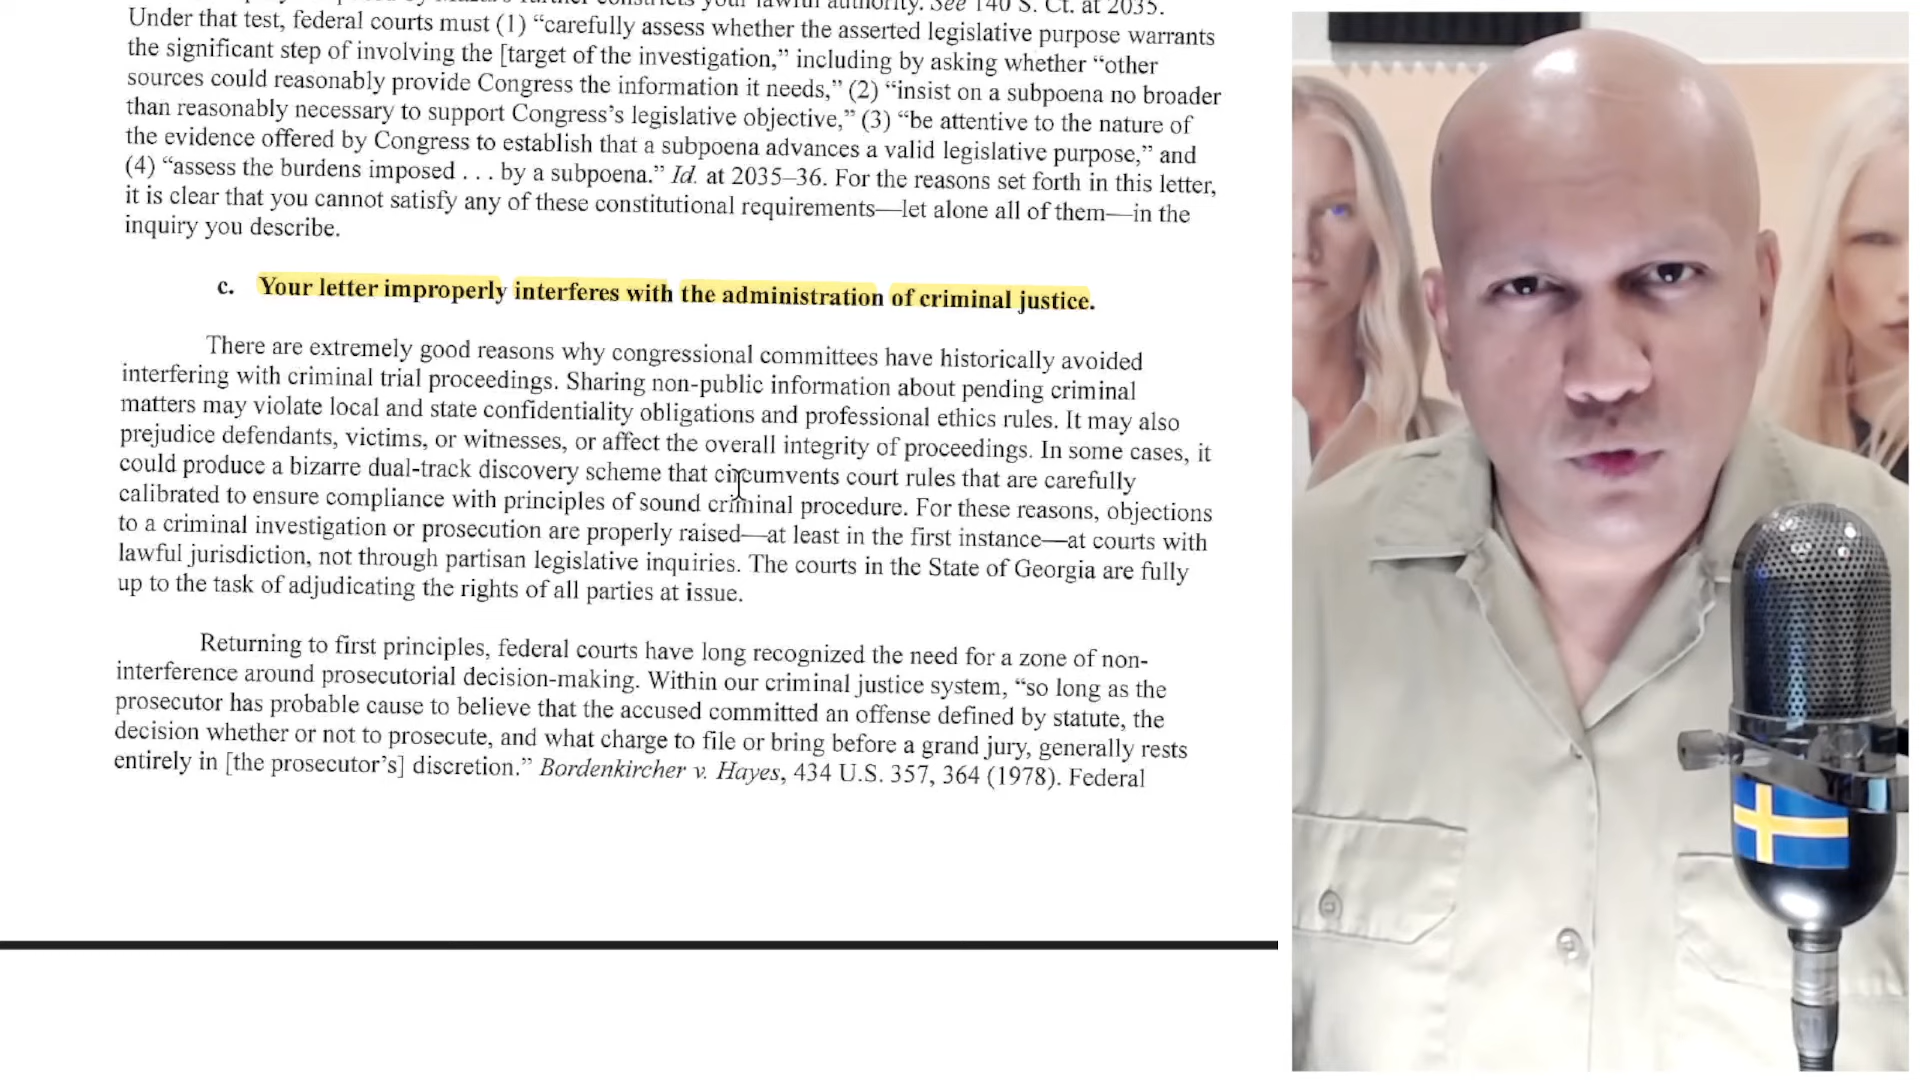 your lawful authority. See 140 S. Ct. at 2035.
Under that test, federal courts must (1) “carefully assess whether the asserted legislative purpose warrants
the significant step of involving the [target of the investigation,” including by asking whether “other
sources could reasonably provide Congress the information it needs,” (2) “insist on a subpoena no broader
than reasonably necessary to support Congress’s legislative objective,” (3) “be attentive to the nature of
the evidence offered by Congress to establish that a subpoena advances a valid legislative purpose,” and
(4) “assess the burdens imposed . . . by a subpoena.” Id. at 2035–36. For the reasons set forth in this letter,
it is clear that you cannot satisfy any of these constitutional requirements—let alone all of them—in the
inquiry you describe.
c. Your letter improperly interferes with the administration of criminal justice.
There are extremely good reasons why congressional committees have historically avoided
interfering with criminal trial proceedings. Sharing non-public information about pending criminal
matters may violate local and state confidentiality obligations and professional ethics rules. It may also
prejudice defendants, victims, or witnesses, or affect the overall integrity of proceedings. In some cases, it
could produce a bizarre dual-track discovery scheme that circumvents court rules that are carefully
calibrated to ensure compliance with principles of sound criminal procedure. For these reasons, objections
to a criminal investigation or prosecution are properly raised—at least in the first instance—at courts with
lawful jurisdiction, not through partisan legislative inquiries. The courts in the State of Georgia are fully
up to the task of adjudicating the rights of all parties at issue.
Returning to first principles, federal courts have long recognized the need for a zone of non-
interference around prosecutorial decision-making. Within our criminal justice system, “so long as the
prosecutor has probable cause to believe that the accused committed an offense defined by statute, the
decision whether or not to prosecute, and what charge to file or bring before a grand jury, generally rests
entirely in [the prosecutor’s] discretion.” Bordenkircher v. Hayes, 434 U.S. 357, 364 (1978). Federal